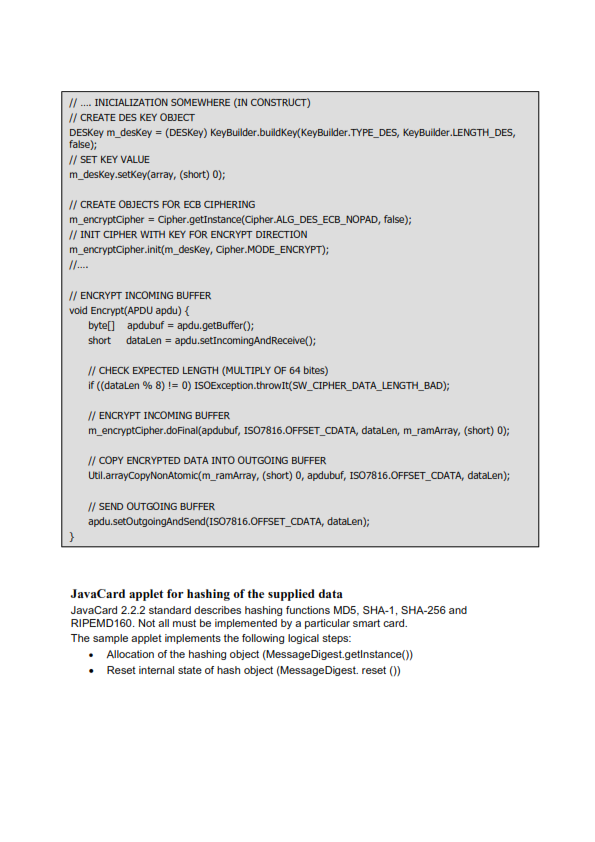 // .... INICIALIZATION SOMEWHERE (IN CONSTRUCT)
// CREATE DES KEY OBJECT
DESKey m_desKey = (DESKey) KeyBuilder.buildKey(KeyBuilder.TYPE_DES, KeyBuilder.LENGTH_DES,
false);
// SET KEY VALUE
m_desKey.setKey(array, (short) 0);

// CREATE OBJECTS FOR ECB CIPHERING
m_encryptCipher = Cipher.getInstance(Cipher.ALG_DES_ECB_NOPAD, false);
// INIT CIPHER WITH KEY FOR ENCRYPT DIRECTION
m_encryptCipher.init(m_desKey, Cipher.MODE_ENCRYPT);
//....

// ENCRYPT INCOMING BUFFER
void Encrypt(APDU apdu) {
byte[] apdubuf = apdu.getBuffer();
short dataLen = apdu.setIncomingAndReceive();

// CHECK EXPECTED LENGTH (MULTIPLY OF 64 bites)
if ((dataLen % 8) != 0) ISOException.throwIt(SW_CIPHER_DATA_LENGTH_BAD);

// ENCRYPT INCOMING BUFFER
m_encryptCipher.doFinal(apdubuf, ISO7816.OFFSET_CDATA, dataLen, m_ramArray, (short) 0);

// COPY ENCRYPTED DATA INTO OUTGOING BUFFER
Util.arrayCopyNonAtomic(m_ramArray, (short) 0, apdubuf, ISO7816.OFFSET_CDATA, dataLen);

// SEND OUTGOING BUFFER
apdu.setOutgoingAndSend(ISO7816.OFFSET_CDATA, dataLen);
}

JavaCard applet for hashing of the supplied data
JavaCard 2.2.2 standard describes hashing functions MD5, SHA-1, SHA-256 and
RIPEMD160. Not all must be implemented by a particular smart card.
The sample applet implements the following logical steps:
• Allocation of the hashing object (MessageDigest.getInstance())
• Reset internal state of hash object (MessageDigest. reset ())